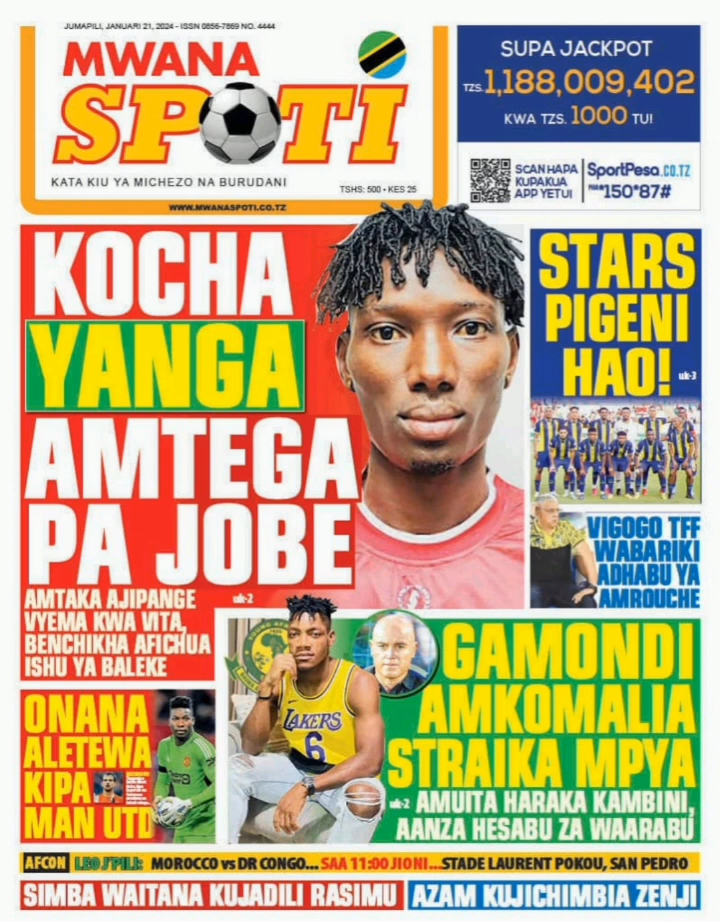 JUMAPILI, JANUARI 21, 2024 - ISSN 0856-7869 NO. 4444
MWANA
SPOTI
KATA KIU YA MICHEZO NA BURUDANI
TSHS: 500 • KES 25
WWW.MWANASPOTI.CO.TZ
SUPA JACKPOT
TZS. 1,188,009,402
KWA TZS. 1000 TU!
SCAN HAPA
KUPAKUA
APP YETU!
SportPesa.CO.TZ
*150*87#
KOCHA
YANGA
AMTEGA
PA JOBE
AMTAKA AJIPANGE uk-2
VYEMA KWA VITA,
BENCHIKHA AFICHUA
ISHU YA BALEKE
STARS
PIGENI
HAO! uk-3
VIGOGO TFF
WABARIKI
ADHABU YA
AMROUCHE
ONANA
ALETEWA
KIPA
MAN UTD
LAKERS
6
GAMONDI
AMKOMALIA
STRAIKA MPYA
uk-2 AMUITA HARAKA KAMBINI,
AANZA HESABU ZA WAARABU
AFCON LEO J'PILI: MOROCCO vs DR CONGO... SAA 11:00 JIONI...STADE LAURENT POKOU, SAN PEDRO
SIMBA WAITANA KUJADILI RASIMU
AZAM KUJICHIMBIA ZENJI